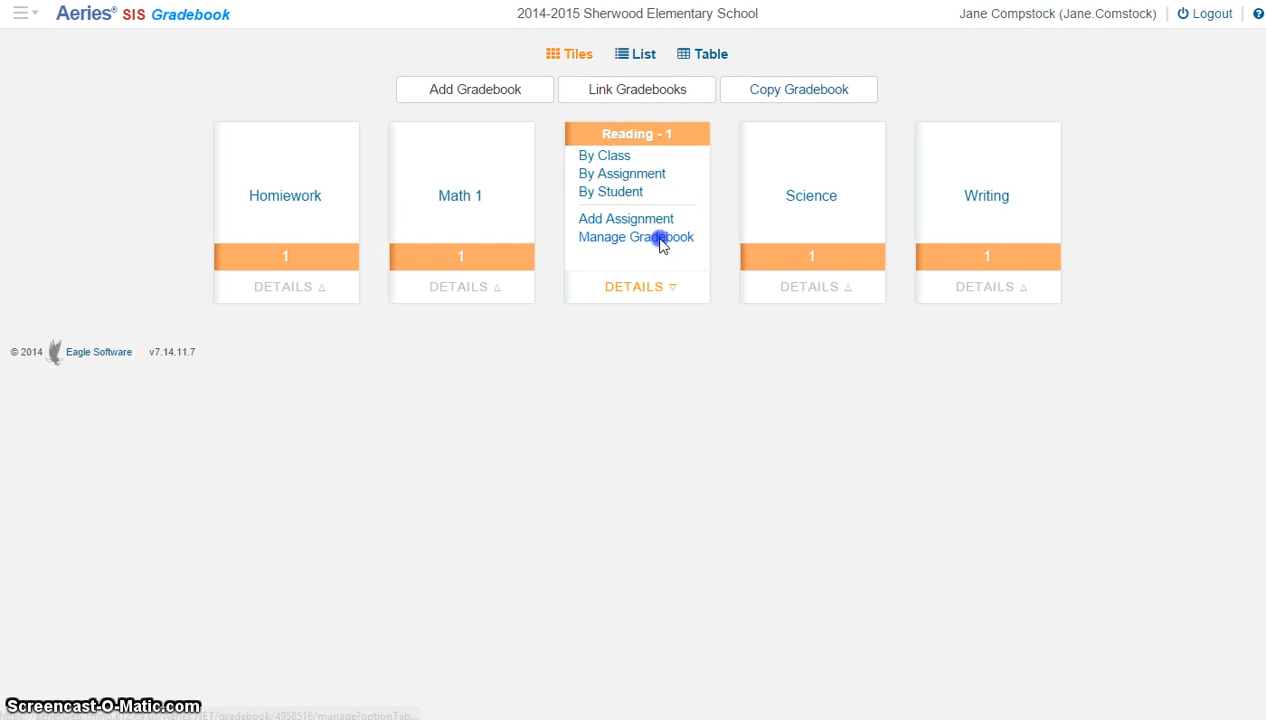 Aeries® SIS Gradebook
2014-2015 Sherwood Elementary School
Jane Compstock (Jane.Comstock)
Logout
Tiles
List
Table
Add Gradebook
Link Gradebooks
Copy Gradebook
Homiework
1
DETAILS
Math 1
1
DETAILS
Reading - 1
By Class
By Assignment
By Student
Add Assignment
Manage Gradebook
DETAILS
Science
1
DETAILS
Writing
1
DETAILS
© 2014 Eagle Software v7.14.11.7
Screencast-O-Matic.com